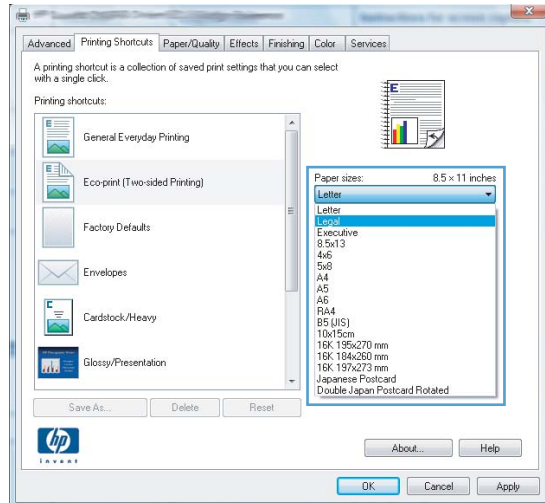 Advanced Printing Shortcuts Paper/Quality Effects Finishing Color Services
A printing shortcut is a collection of saved print settings that you can select
with a single click.
Printing shortcuts:
General Everyday Printing
Eco-print (Two-sided Printing)
Factory Defaults
Envelopes
Cardstock/Heavy
Glossy/Presentation
Paper sizes: 8.5 × 11 inches
Letter
Letter
Legal
Executive
8.5x13
4x6
5x8
A4
A5
A6
RA4
B5 (JIS)
10x15cm
16K 195x270 mm
16K 184x260 mm
16K 197x273 mm
Japanese Postcard
Double Japan Postcard Rotated
Save As... Delete Reset
hp
invent
About... Help
OK Cancel Apply